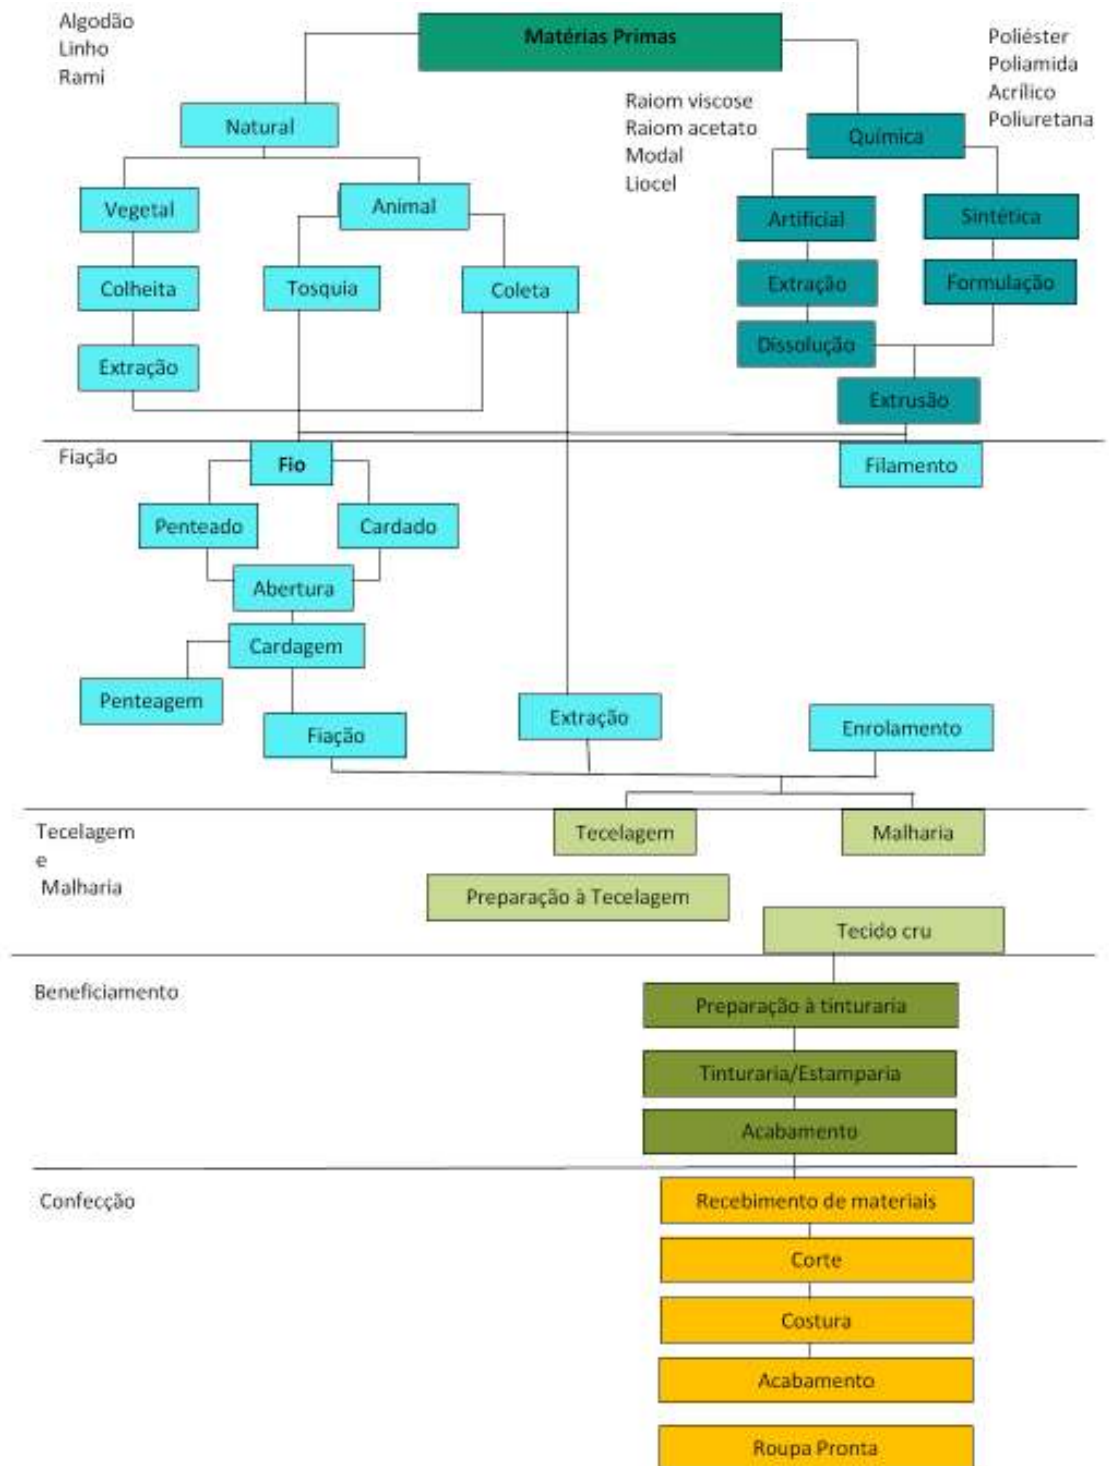 Algodão
Linho
Rami
Matérias Primas
Poliéster
Poliamida
Acrílico
Poliuretana
Raiom viscose
Raiom acetato
Modal
Liocel
Natural
Química
Vegetal
Animal
Artificial
Sintética
Colheita
Tosquia
Coleta
Extração
Formulação
Extração
Dissolução
Extrusão
Fiação
Fio
Filamento
Penteado
Cardado
Abertura
Cardagem
Penteagem
Fiação
Extração
Enrolamento
Tecelagem
e
Malharia
Tecelagem
Malharia
Preparação à Tecelagem
Tecido cru
Beneficiamento
Preparação à tinturaria
Tinturaria/Estamparia
Acabamento
Confecção
Recebimento de materiais
Corte
Costura
Acabamento
Roupa Pronta